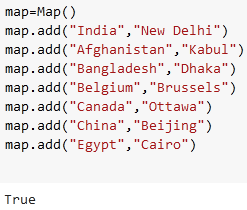 map=Map()
map.add("India","New Delhi")
map.add("Afghanistan","Kabul")
map.add("Bangladesh","Dhaka")
map.add("Belgium","Brussels")
map.add("Canada","Ottawa")
map.add("China","Beijing")
map.add("Egypt","Cairo")
True